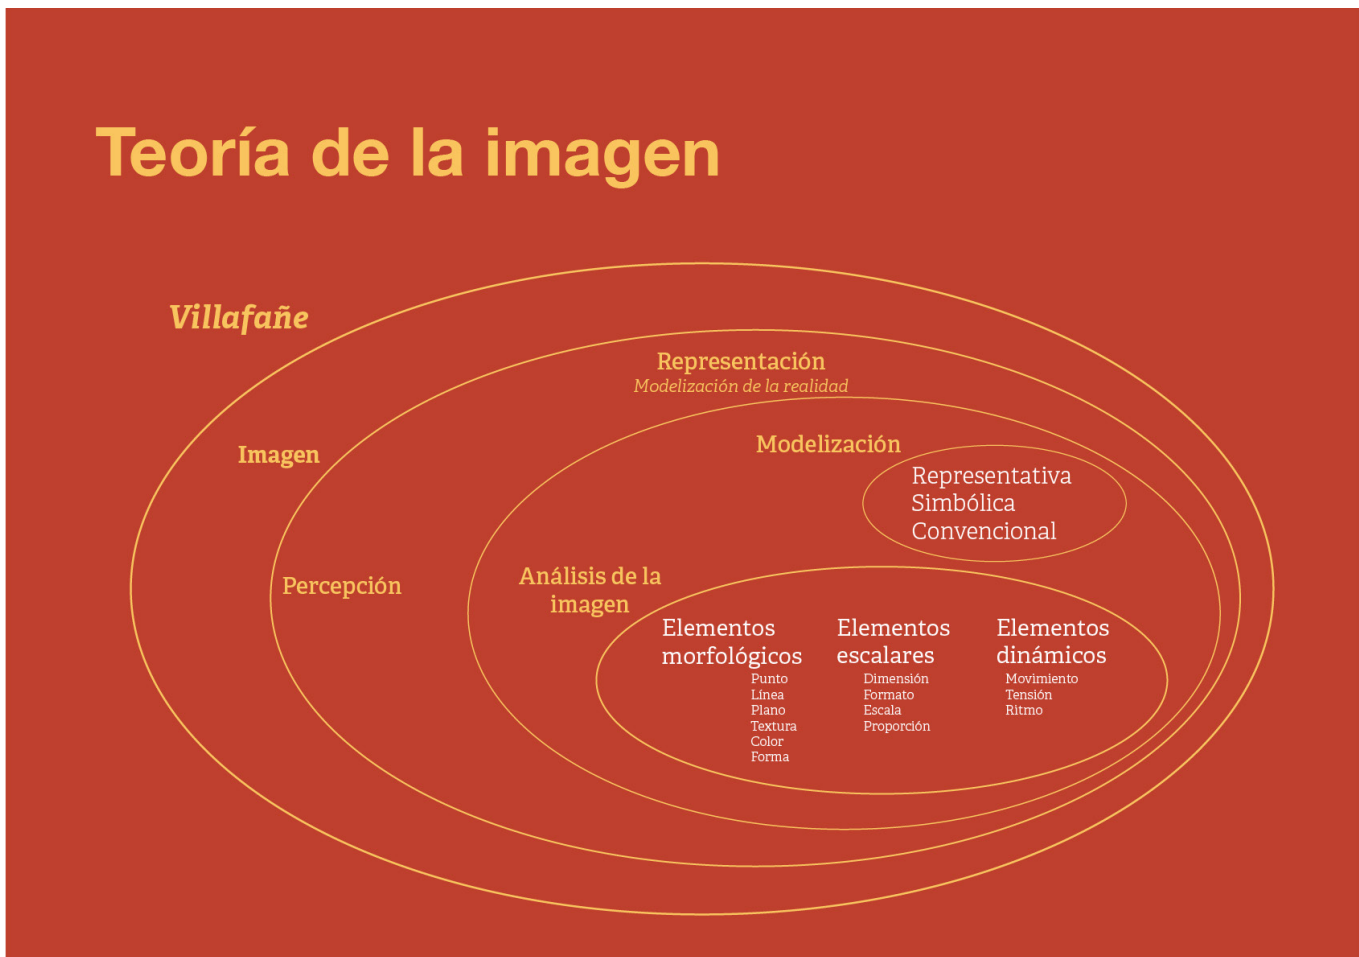 Teoría de la imagen
Villafañe
Representación
Modelización de la realidad
Imagen
Modelización
Representativa
Simbólica
Convencional
Percepción
Análisis de la
imagen
Elementos
morfológicos
Punto
Línea
Plano
Textura
Color
Forma
Elementos
escalares
Dimensión
Formato
Escala
Proporción
Elementos
dinámicos
Movimiento
Tensión
Ritmo